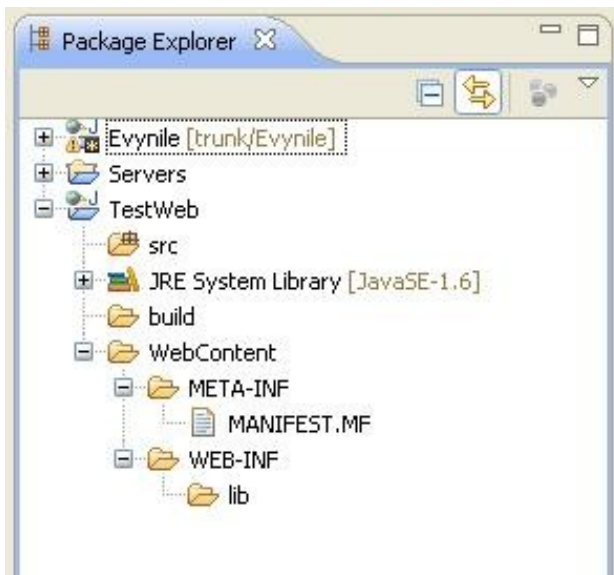 Package Explorer
Evynile [trunk/Evynile]
Servers
TestWeb
src
JRE System Library [JavaSE-1.6]
build
WebContent
META-INF
MANIFEST.MF
WEB-INF
lib